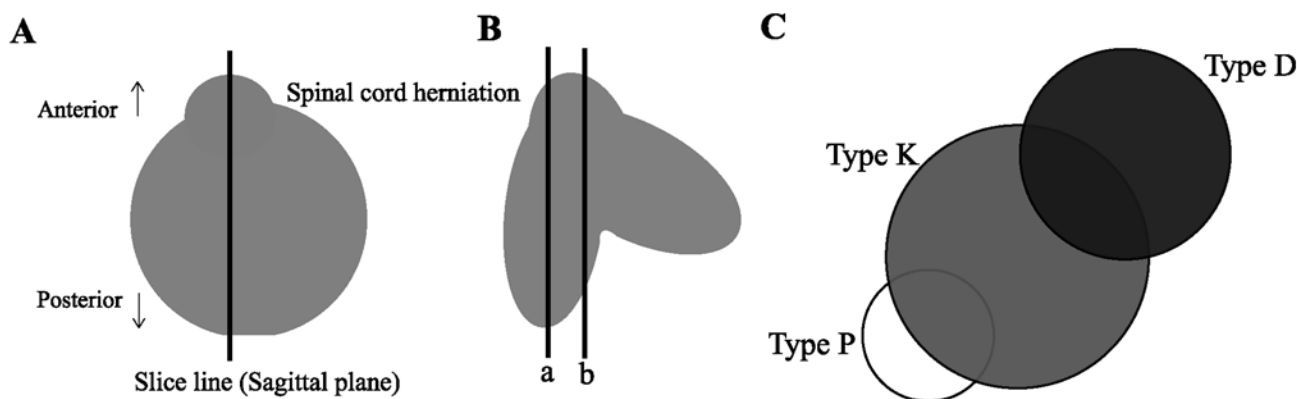 A
B
C
Anterior
Spinal cord herniation
Posterior
Slice line (Sagittal plane)
a
b
Type D
Type K
Type P